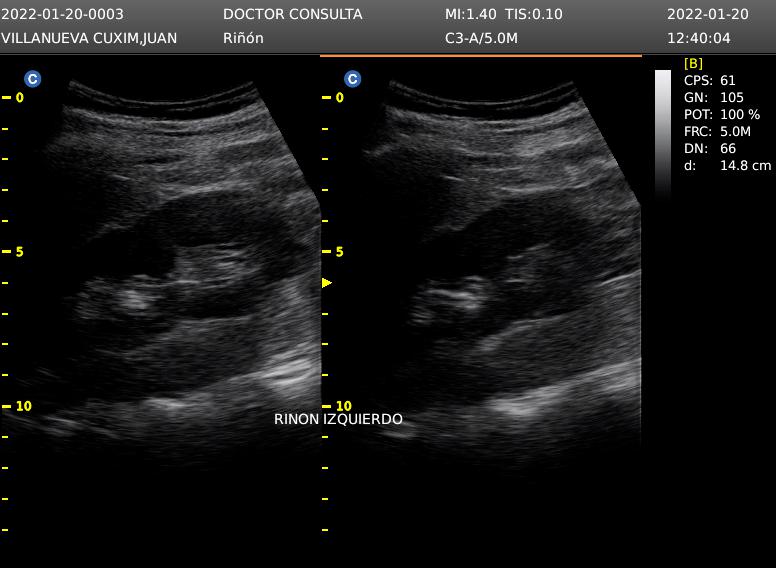 2022-01-20-0003 DOCTOR CONSULTA MI:1.40 TIS:0.10 2022-01-20
VILLANUEVA CUXIM,JUAN Riñón C3-A/5.0M 12:40:04
[B]
C C CPS: 61
0 0 GN: 105
POT: 100 %
FRC: 5.0M
DN: 66
d: 14.8 cm
5 5
10 10
RINON IZQUIERDO